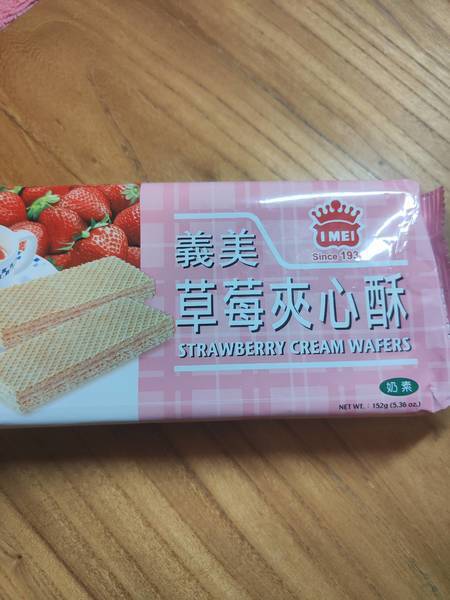 I MEI
Since 193
義美
草莓夾心酥
STRAWBERRY CREAM WAFERS
奶素
NET WT.：152g (5.36 oz.)